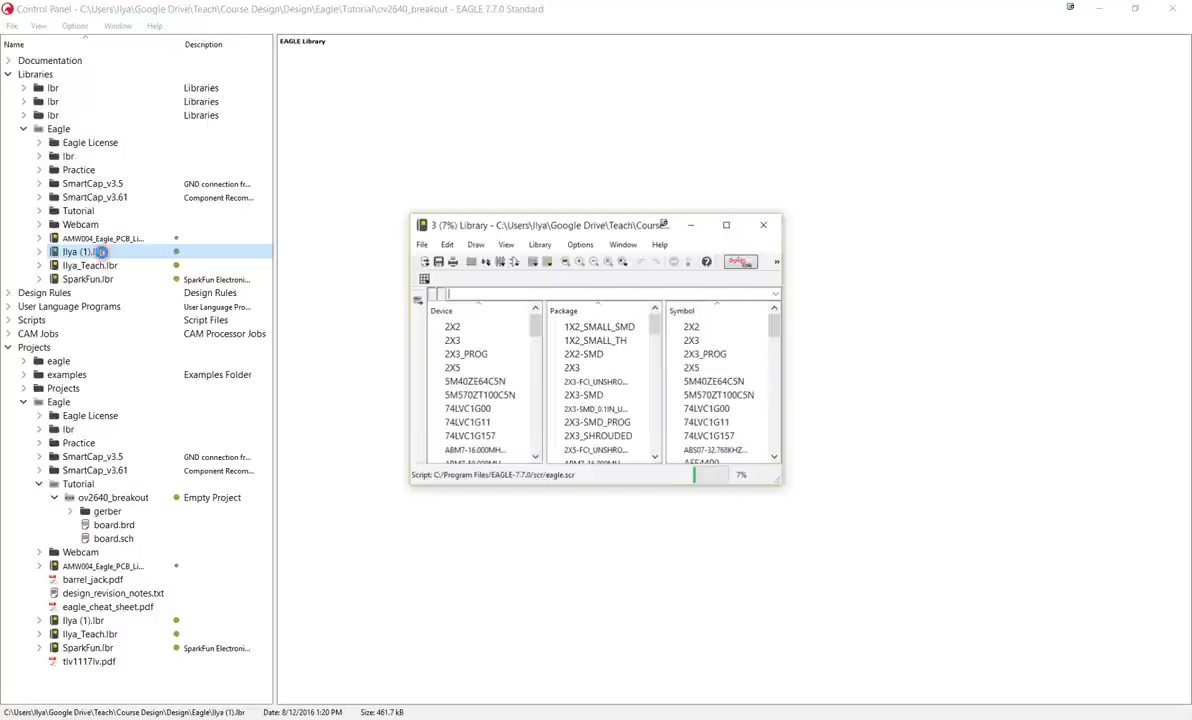 Control Panel - C:\Users\Ilya\Google Drive\Teach\Course Design\Design\Eagle\Tutorial\ov2640_breakout - EAGLE 7.7.0 Standard
File View Options Window Help
Name Description
Documentation
Libraries
lbr Libraries
lbr Libraries
lbr Libraries
Eagle
Eagle License
lbr
Practice
SmartCap_v3.5 GND connection fr...
SmartCap_v3.61 Component Recom...
Tutorial
Webcam
AMW004_Eagle_PCB_Li...
Ilya (1).
Ilya_Teach.lbr
SparkFun.lbr SparkFun Electroni...
Design Rules Design Rules
User Language Programs User Language Pro...
Scripts Script Files
CAM Jobs CAM Processor Jobs
Projects
eagle
examples Examples Folder
Projects
Eagle
Eagle License
lbr
Practice
SmartCap_v3.5 GND connection fr...
SmartCap_v3.61 Component Recom...
Tutorial
ov2640_breakout Empty Project
gerber
board.brd
board.sch
Webcam
AMW004_Eagle_PCB_Li...
barrel_jack.pdf
design_revision_notes.txt
eagle_cheat_sheet.pdf
Ilya (1).lbr
Ilya_Teach.lbr
SparkFun.lbr SparkFun Electroni...
tlv1117lv.pdf
EAGLE Library
3 (7%) Library - C:\Users\Ilya\Google Drive\Teach\Course...
File Edit Draw View Library Options Window Help
Device Package Symbol
2X2 1X2_SMALL_SMD 2X2
2X3 1X2_SMALL_TH 2X3
2X3_PROG 2X2-SMD 2X3_PROG
2X5 2X3 2X5
5M40ZE64C5N 2X3-FCI_UNSHRO... 5M40ZE64C5N
5M570ZT100C5N 2X3-SMD 5M570ZT100C5N
74LVC1G00 2X3-SMD_0.1IN_U... 74LVC1G00
74LVC1G11 2X3-SMD_PROG 74LVC1G11
74LVC1G157 2X3_SHROUDED 74LVC1G157
ABM7-16.000MH... 2X5-FCI_UNSHRO... ABS07-32.768KHZ...
Script: C:/Program Files/EAGLE-7.7.0/scr/eagle.scr 7%
C:\Users\Ilya\Google Drive\Teach\Course Design\Design\Eagle\Ilya (1).lbr Date: 8/12/2016 1:20 PM Size: 461.7 kB